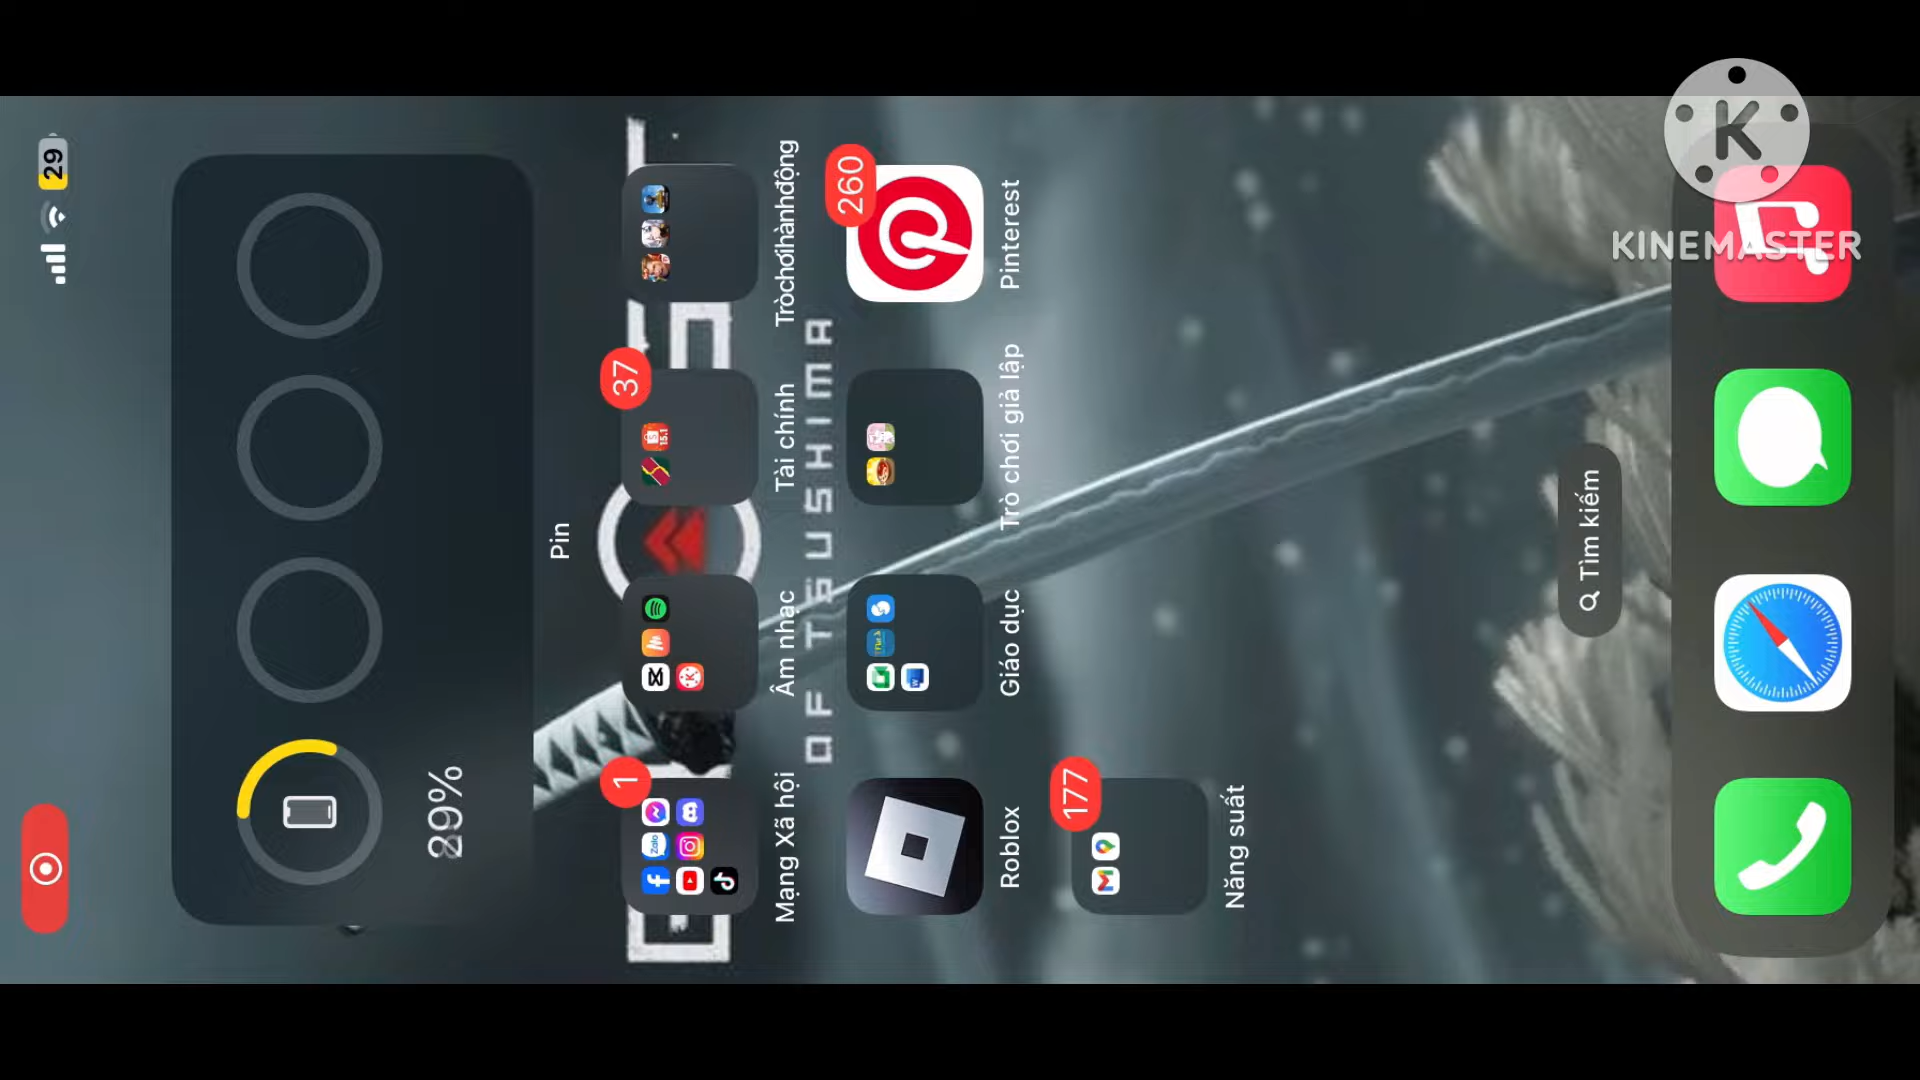 29
29%
Pin
1
37
Mạng Xã hội
Âm nhạc
Tài chính
Tròchơihànhđộng
OF TSUSHIMA
260
Roblox
Giáo dục
Trò chơi giả lập
Pinterest
177
Năng suất
Tìm kiếm
K
KINEMASTER